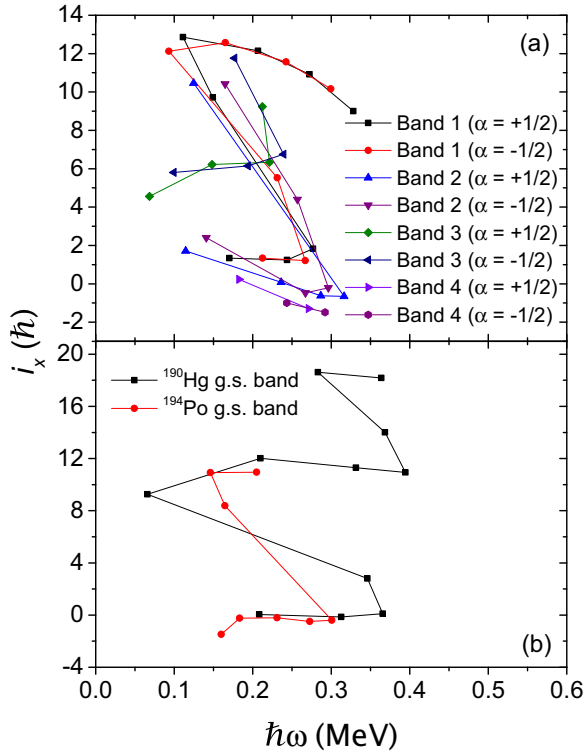 14
12
10
8
6
4
2
0
-2
(a)
Band 1 (α = +1/2)
Band 1 (α = -1/2)
Band 2 (α = +1/2)
Band 2 (α = -1/2)
Band 3 (α = +1/2)
Band 3 (α = -1/2)
Band 4 (α = +1/2)
Band 4 (α = -1/2)
iₓ (ℏ)
20
16
12
8
4
0
-4
¹⁹⁰Hg g.s. band
¹⁹⁴Po g.s. band
(b)
0.0 0.1 0.2 0.3 0.4 0.5 0.6
ℏω (MeV)